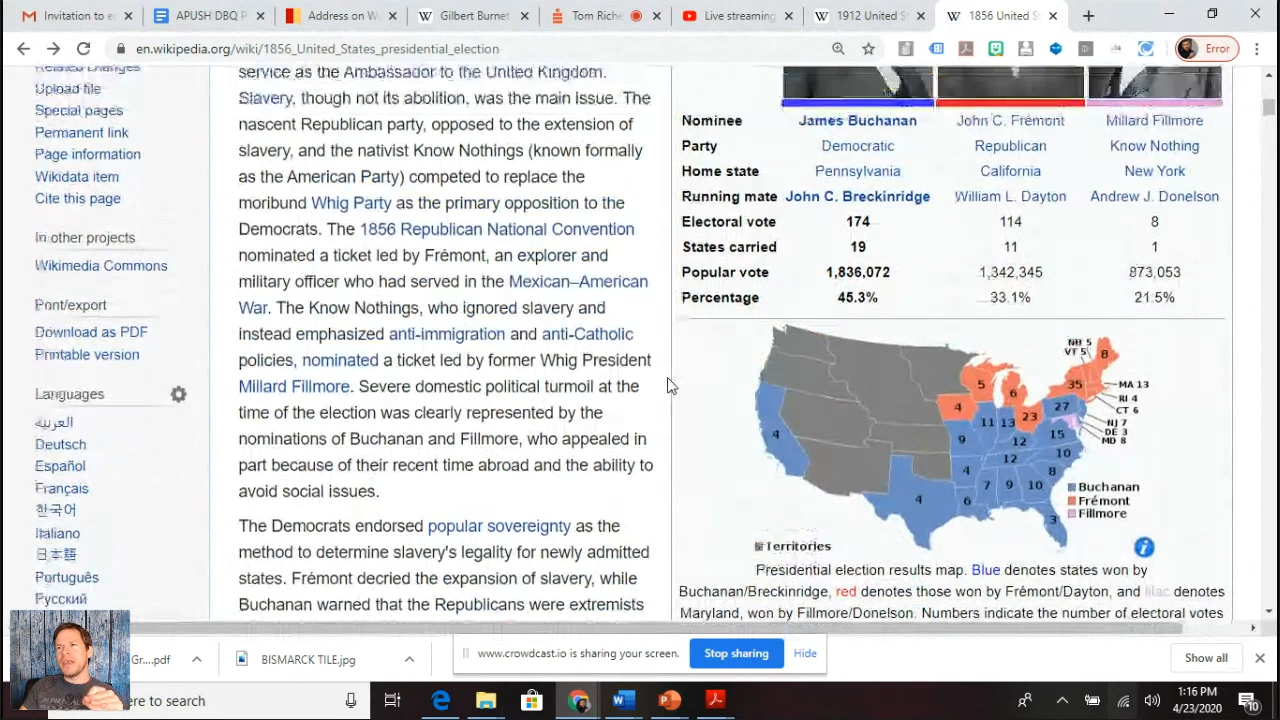 Invitation to e
APUSH DBQ P
Address on W
Gilbert Burnet
Tom Riche
Live streaming
1912 United S
1856 United S
en.wikipedia.org/wiki/1856_United_States_presidential_election
Error
Related changes
Upload file
Special pages
Permanent link
Page information
Wikidata item
Cite this page
In other projects
Wikimedia Commons
Print/export
Download as PDF
Printable version
Languages
العربية
Deutsch
Español
Français
한국어
Italiano
日本語
Português
Русский
service as the Ambassador to the United Kingdom.
Slavery, though not its abolition, was the main issue. The
nascent Republican party, opposed to the extension of
slavery, and the nativist Know Nothings (known formally
as the American Party) competed to replace the
moribund Whig Party as the primary opposition to the
Democrats. The 1856 Republican National Convention
nominated a ticket led by Frémont, an explorer and
military officer who had served in the Mexican–American
War. The Know Nothings, who ignored slavery and
instead emphasized anti-immigration and anti-Catholic
policies, nominated a ticket led by former Whig President
Millard Fillmore. Severe domestic political turmoil at the
time of the election was clearly represented by the
nominations of Buchanan and Fillmore, who appealed in
part because of their recent time abroad and the ability to
avoid social issues.
The Democrats endorsed popular sovereignty as the
method to determine slavery's legality for newly admitted
states. Frémont decried the expansion of slavery, while
Buchanan warned that the Republicans were extremists
Nominee James Buchanan John C. Frémont Millard Fillmore
Party Democratic Republican Know Nothing
Home state Pennsylvania California New York
Running mate John C. Breckinridge William L. Dayton Andrew J. Donelson
Electoral vote 174 114 8
States carried 19 11 1
Popular vote 1,836,072 1,342,345 873,053
Percentage 45.3% 33.1% 21.5%
NH 5
VT 5
8
5
6
35
MA 13
RI 4
CT 6
4
23
27
NJ 7
DE 3
MD 8
4
11
13
15
9
12
10
12
8
4
7
9
10
4
6
3
Buchanan
Frémont
Fillmore
Territories
Presidential election results map. Blue denotes states won by
Buchanan/Breckinridge, red denotes those won by Frémont/Dayton, and lilac denotes
Maryland, won by Fillmore/Donelson. Numbers indicate the number of electoral votes
Gr....pdf
BISMARCK TILE.jpg
www.crowdcast.io is sharing your screen.
Stop sharing
Hide
Show all
here to search
1:16 PM
4/23/2020
10